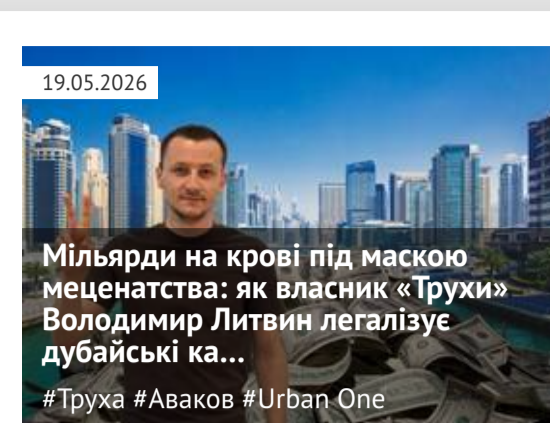 19.05.2026
Мільярди на крові під маскою
меценатства: як власник «Трухи»
Володимир Литвин легалізує
дубайські ка...
#Труха #Аваков #Urban One